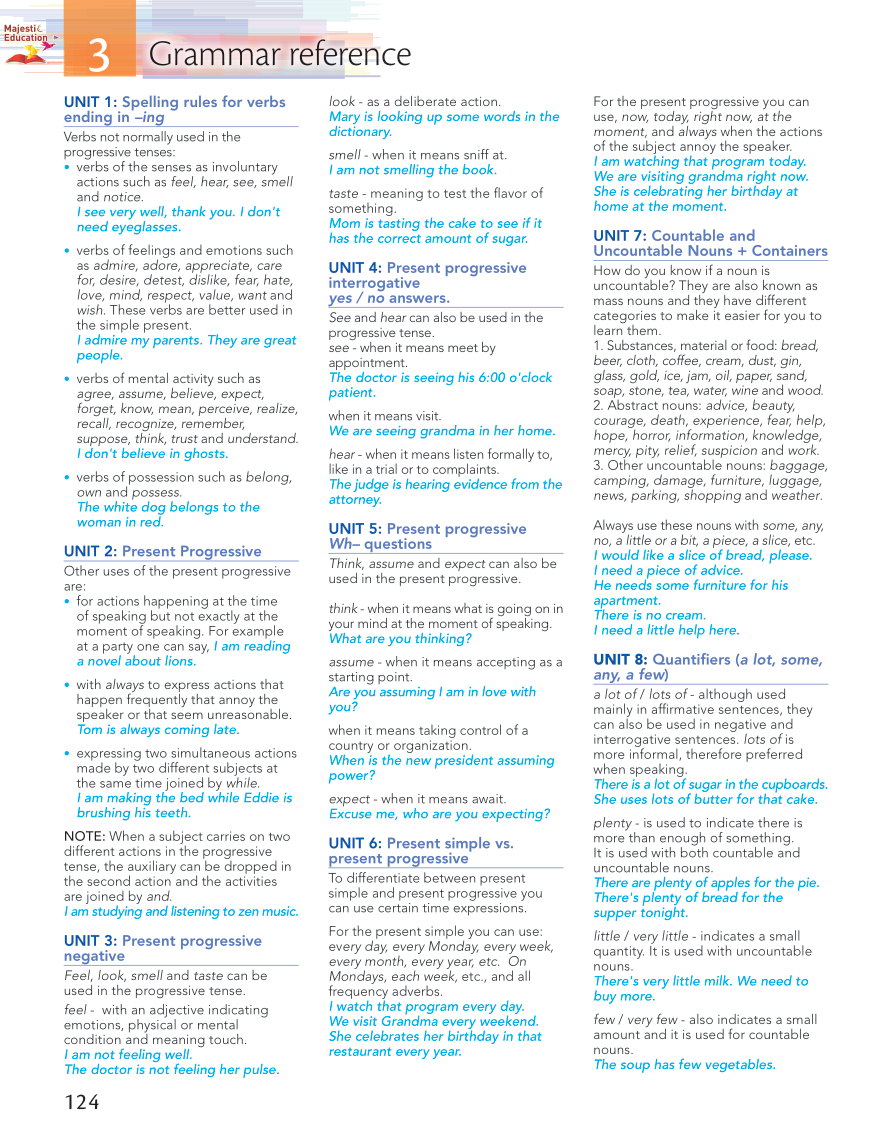 Majesti
Education
3
Grammar reference
UNIT 1: Spelling rules for verbs
ending in –ing
Verbs not normally used in the
progressive tenses:
• verbs of the senses as involuntary
actions such as feel, hear, see, smell
and notice.
I see very well, thank you. I don't
need eyeglasses.
• verbs of feelings and emotions such
as admire, adore, appreciate, care
for, desire, detest, dislike, fear, hate,
love, mind, respect, value, want and
wish. These verbs are better used in
the simple present.
I admire my parents. They are great
people.
• verbs of mental activity such as
agree, assume, believe, expect,
forget, know, mean, perceive, realize,
recall, recognize, remember,
suppose, think, trust and understand.
I don't believe in ghosts.
• verbs of possession such as belong,
own and possess.
The white dog belongs to the
woman in red.
UNIT 2: Present Progressive
Other uses of the present progressive
are:
• for actions happening at the time
of speaking but not exactly at the
moment of speaking. For example
at a party one can say, I am reading
a novel about lions.
• with always to express actions that
happen frequently that annoy the
speaker or that seem unreasonable.
Tom is always coming late.
• expressing two simultaneous actions
made by two different subjects at
the same time joined by while.
I am making the bed while Eddie is
brushing his teeth.
NOTE: When a subject carries on two
different actions in the progressive
tense, the auxiliary can be dropped in
the second action and the activities
are joined by and.
I am studying and listening to zen music.
UNIT 3: Present progressive
negative
Feel, look, smell and taste can be
used in the progressive tense.
feel - with an adjective indicating
emotions, physical or mental
condition and meaning touch.
I am not feeling well.
The doctor is not feeling her pulse.
look - as a deliberate action.
Mary is looking up some words in the
dictionary.
smell - when it means sniff at.
I am not smelling the book.
taste - meaning to test the flavor of
something.
Mom is tasting the cake to see if it
has the correct amount of sugar.
UNIT 4: Present progressive
interrogative
yes / no answers.
See and hear can also be used in the
progressive tense.
see - when it means meet by
appointment.
The doctor is seeing his 6:00 o'clock
patient.
when it means visit.
We are seeing grandma in her home.
hear - when it means listen formally to,
like in a trial or to complaints.
The judge is hearing evidence from the
attorney.
UNIT 5: Present progressive
Wh– questions
Think, assume and expect can also be
used in the present progressive.
think - when it means what is going on in
your mind at the moment of speaking.
What are you thinking?
assume - when it means accepting as a
starting point.
Are you assuming I am in love with
you?
when it means taking control of a
country or organization.
When is the new president assuming
power?
expect - when it means await.
Excuse me, who are you expecting?
UNIT 6: Present simple vs.
present progressive
To differentiate between present
simple and present progressive you
can use certain time expressions.
For the present simple you can use:
every day, every Monday, every week,
every month, every year, etc. On
Mondays, each week, etc., and all
frequency adverbs.
I watch that program every day.
We visit Grandma every weekend.
She celebrates her birthday in that
restaurant every year.
For the present progressive you can
use, now, today, right now, at the
moment, and always when the actions
of the subject annoy the speaker.
I am watching that program today.
We are visiting grandma right now.
She is celebrating her birthday at
home at the moment.
UNIT 7: Countable and
Uncountable Nouns + Containers
How do you know if a noun is
uncountable? They are also known as
mass nouns and they have different
categories to make it easier for you to
learn them.
1. Substances, material or food: bread,
beer, cloth, coffee, cream, dust, gin,
glass, gold, ice, jam, oil, paper, sand,
soap, stone, tea, water, wine and wood.
2. Abstract nouns: advice, beauty,
courage, death, experience, fear, help,
hope, horror, information, knowledge,
mercy, pity, relief, suspicion and work.
3. Other uncountable nouns: baggage,
camping, damage, furniture, luggage,
news, parking, shopping and weather.
Always use these nouns with some, any,
no, a little or a bit, a piece, a slice, etc.
I would like a slice of bread, please.
I need a piece of advice.
He needs some furniture for his
apartment.
There is no cream.
I need a little help here.
UNIT 8: Quantifiers (a lot, some,
any, a few)
a lot of / lots of - although used
mainly in affirmative sentences, they
can also be used in negative and
interrogative sentences. lots of is
more informal, therefore preferred
when speaking.
There is a lot of sugar in the cupboards.
She uses lots of butter for that cake.
plenty - is used to indicate there is
more than enough of something.
It is used with both countable and
uncountable nouns.
There are plenty of apples for the pie.
There's plenty of bread for the
supper tonight.
little / very little - indicates a small
quantity. It is used with uncountable
nouns.
There's very little milk. We need to
buy more.
few / very few - also indicates a small
amount and it is used for countable
nouns.
The soup has few vegetables.
124